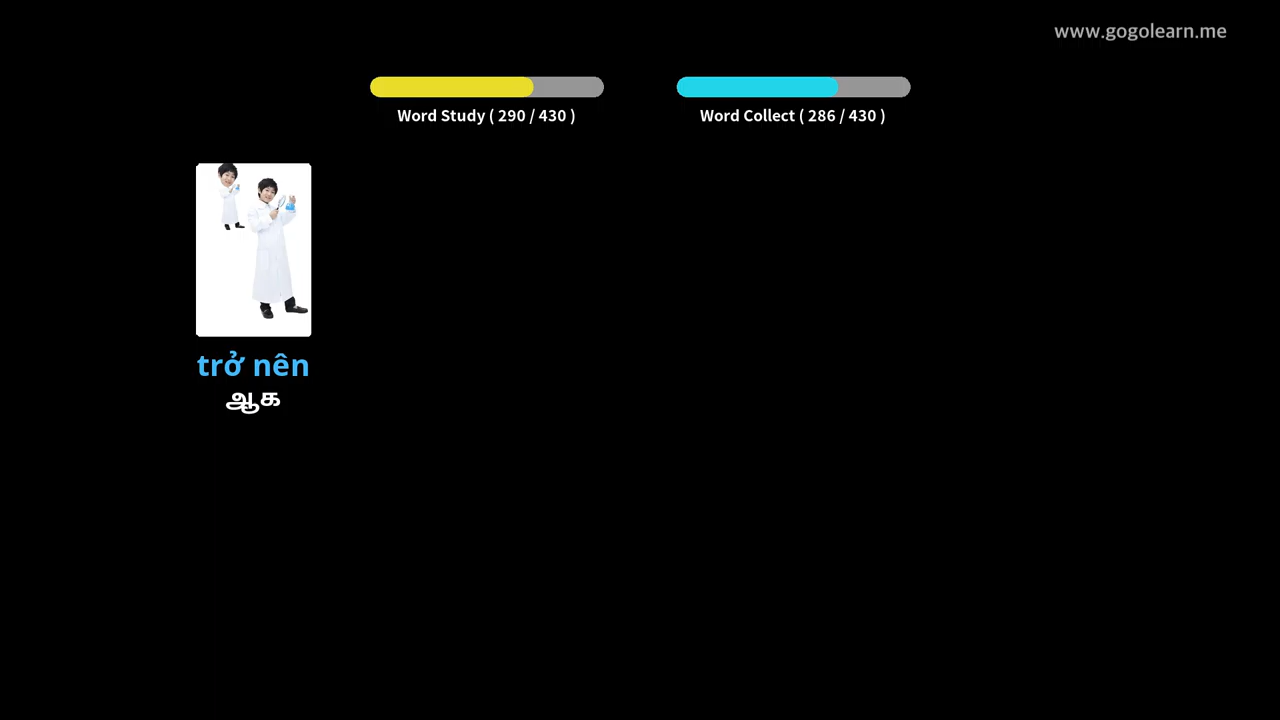 www.gogolearn.me
Word Study ( 290 / 430 )
Word Collect ( 286 / 430 )
trở nên
ஆக